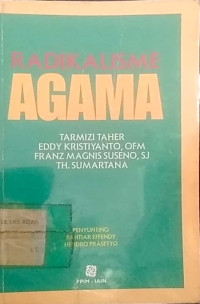 RADIKALISME
AGAMA
TARMIZI TAHER
EDDY KRISTIYANTO, OFM
FRANZ MAGNIS SUSENO, SJ
TH. SUMARTANA
PENYUNTING
BAHTIAR EFFENDY
HENDRO PRASETYO
PPIM - IAIN